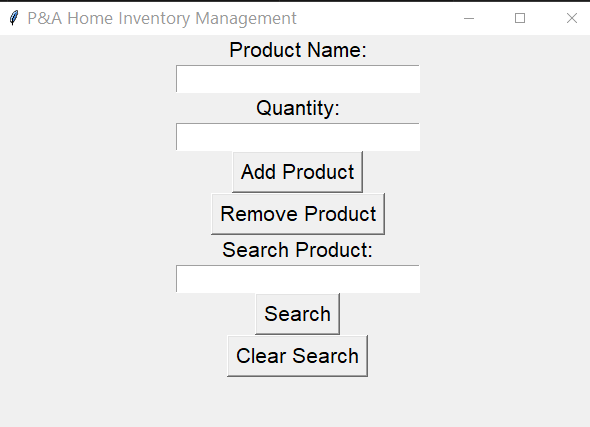 P&A Home Inventory Management
Product Name:
Quantity:
Add Product
Remove Product
Search Product:
Search
Clear Search